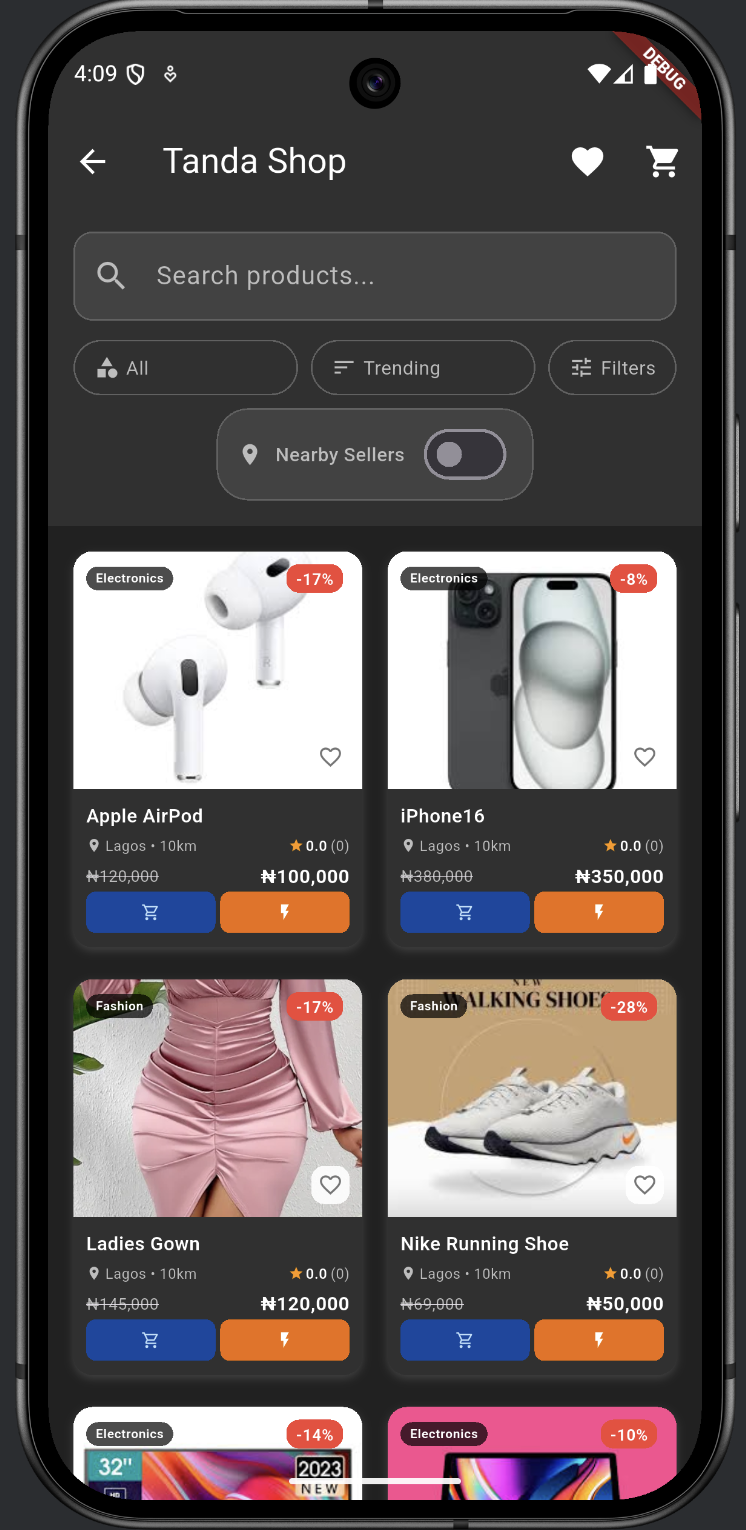 4:09
DEBUG
Tanda Shop
Search products...
All
Trending
Filters
Nearby Sellers
Electronics
-17%
Electronics
-8%
R
Apple AirPod
iPhone16
Lagos • 10km
0.0 (0)
Lagos • 10km
0.0 (0)
₦120,000
₦100,000
₦380,000
₦350,000
Fashion
-17%
Fashion
NEW
WALKING SHOES
-28%
Ladies Gown
Nike Running Shoe
Lagos • 10km
0.0 (0)
Lagos • 10km
0.0 (0)
₦145,000
₦120,000
₦69,000
₦50,000
Electronics
-14%
Electronics
-10%
32"
2023
NEW
HD